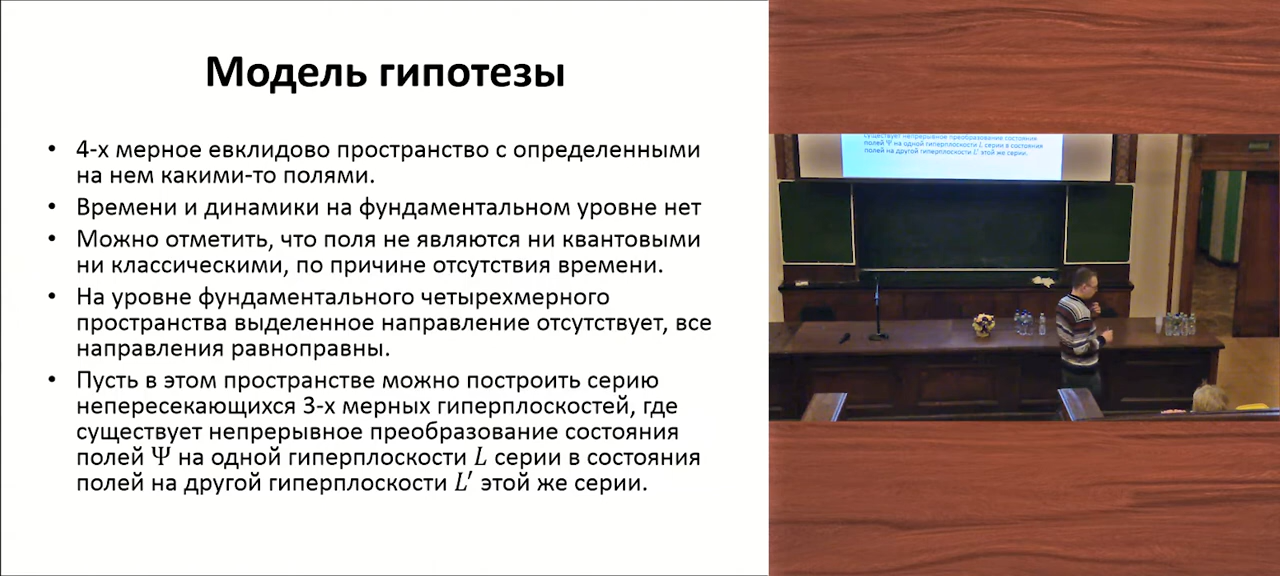 Модель гипотезы
• 4-х мерное евклидово пространство с определенными
на нем какими-то полями.
• Времени и динамики на фундаментальном уровне нет
• Можно отметить, что поля не являются ни квантовыми
ни классическими, по причине отсутствия времени.
• На уровне фундаментального четырехмерного
пространства выделенное направление отсутствует, все
направления равноправны.
• Пусть в этом пространстве можно построить серию
непересекающихся 3-х мерных гиперплоскостей, где
существует непрерывное преобразование состояния
полей Ψ на одной гиперплоскости L серии в состояния
полей на другой гиперплоскости L′ этой же серии.
существует непрерывное преобразование состояния
полей Ψ на одной гиперплоскости L серии в состояния
полей на другой гиперплоскости L′ этой же серии.